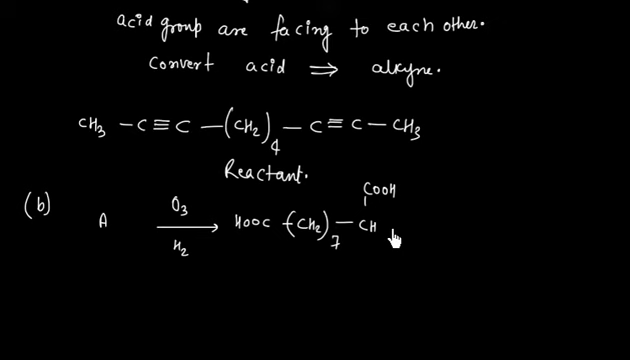 acid group are facing to each other.
Convert acid ⇒ alkyne.
CH3 – C ≡ C – (CH2)4 – C ≡ C – CH3
Reactant.
(b) A O3 H2 → HOOC (CH2)7 – CH COOH